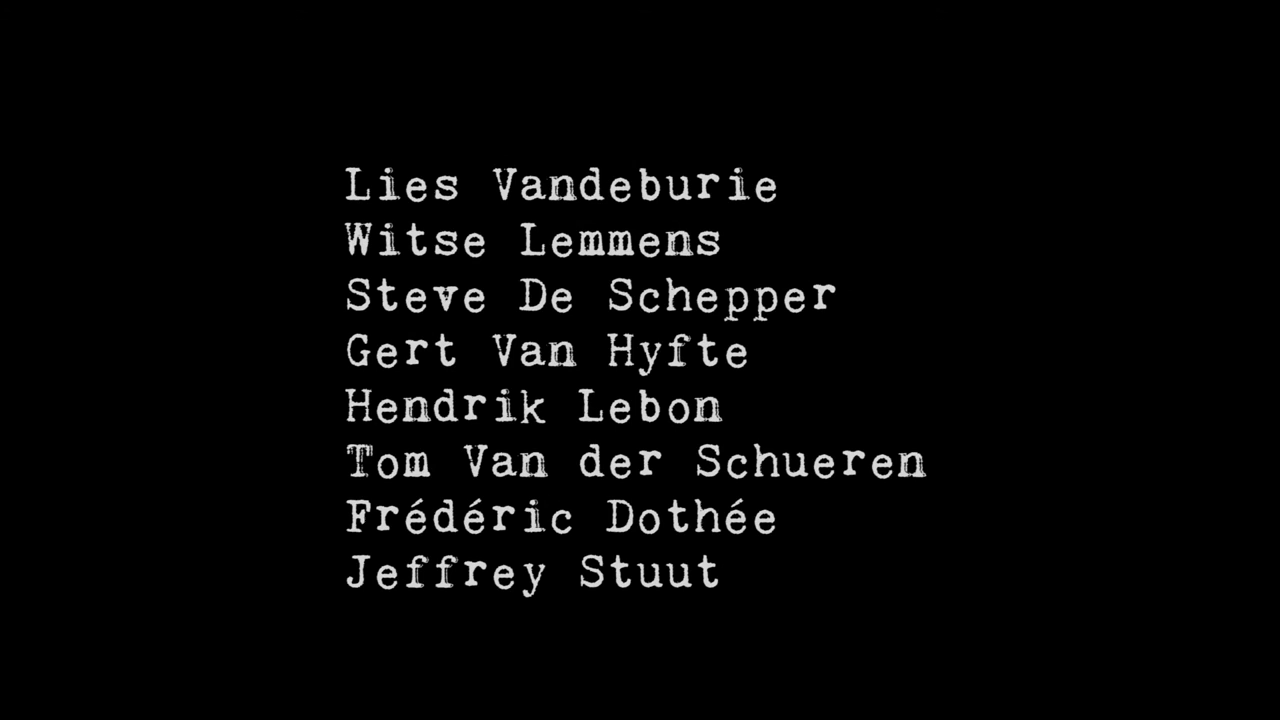 Lies Vandeburie
Witse Lemmens
Steve De Schepper
Gert Van Hyfte
Hendrik Lebon
Tom Van der Schueren
Frédéric Dothée
Jeffrey Stuut